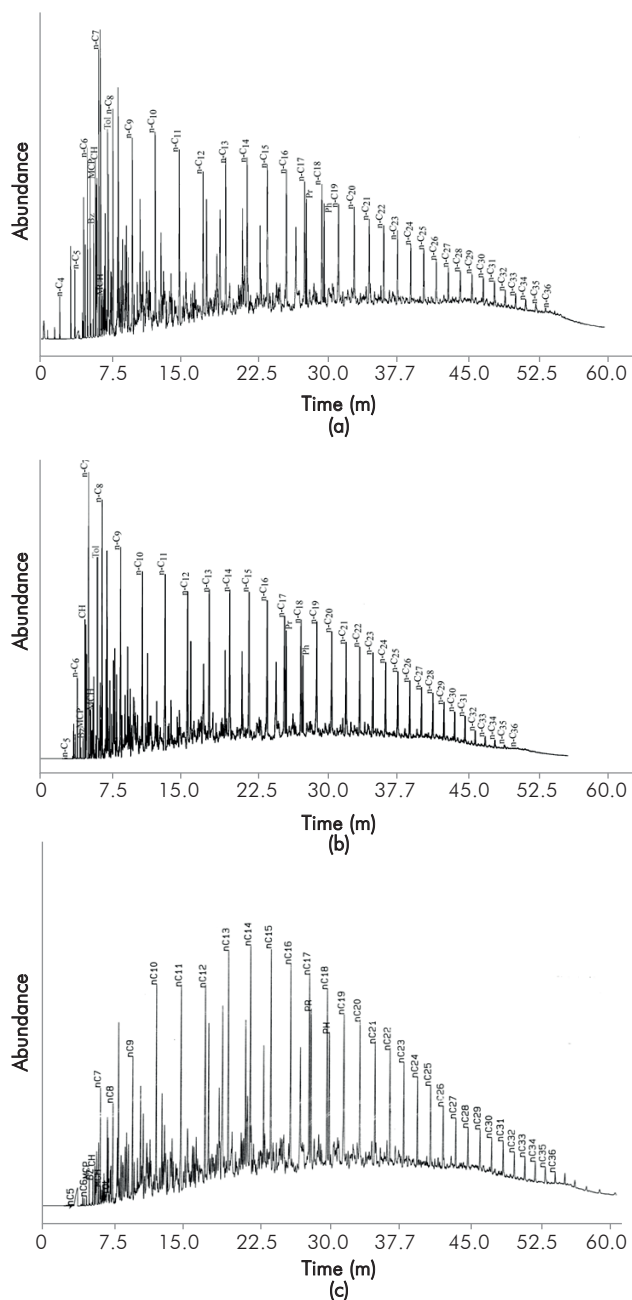 Abundance
n-C4
n-C5
n-C6
MCP
Bz
CH
MCH
n-C7
Tol
n-C8
n-C9
n-C10
n-C11
n-C12
n-C13
n-C14
n-C15
n-C16
n-C17
Pr
n-C18
Ph
n-C19
n-C20
n-C21
n-C22
n-C23
n-C24
n-C25
n-C26
n-C27
n-C28
n-C29
n-C30
n-C31
n-C32
n-C33
n-C34
n-C35
n-C36
0 7.5 15.0 22.5 30.0 37.7 45.0 52.5 60.0
Time (m)
(a)
Abundance
n-C5
n-C6
MCP
CH
MCH
n-C7
Tol
n-C8
n-C9
n-C10
n-C11
n-C12
n-C13
n-C14
n-C15
n-C16
n-C17
Pr
n-C18
Ph
n-C19
n-C20
n-C21
n-C22
n-C23
n-C24
n-C25
n-C26
n-C27
n-C28
n-C29
n-C30
n-C31
n-C32
n-C33
n-C34
n-C35
n-C36
0 7.5 15.0 22.5 30.0 37.7 45.0 52.5 60.0
Time (m)
(b)
Abundance
nC5
nC6
CH
nC7
nC8
nC9
nC10
nC11
nC12
nC13
nC14
nC15
nC16
nC17
PR
nC18
PH
nC19
nC20
nC21
nC22
nC23
nC24
nC25
nC26
nC27
nC28
nC29
nC30
nC31
nC32
nC33
nC34
nC35
nC36
0 7.5 15.0 22.5 30.0 37.7 45.0 52.5 60.0
Time (m)
(c)